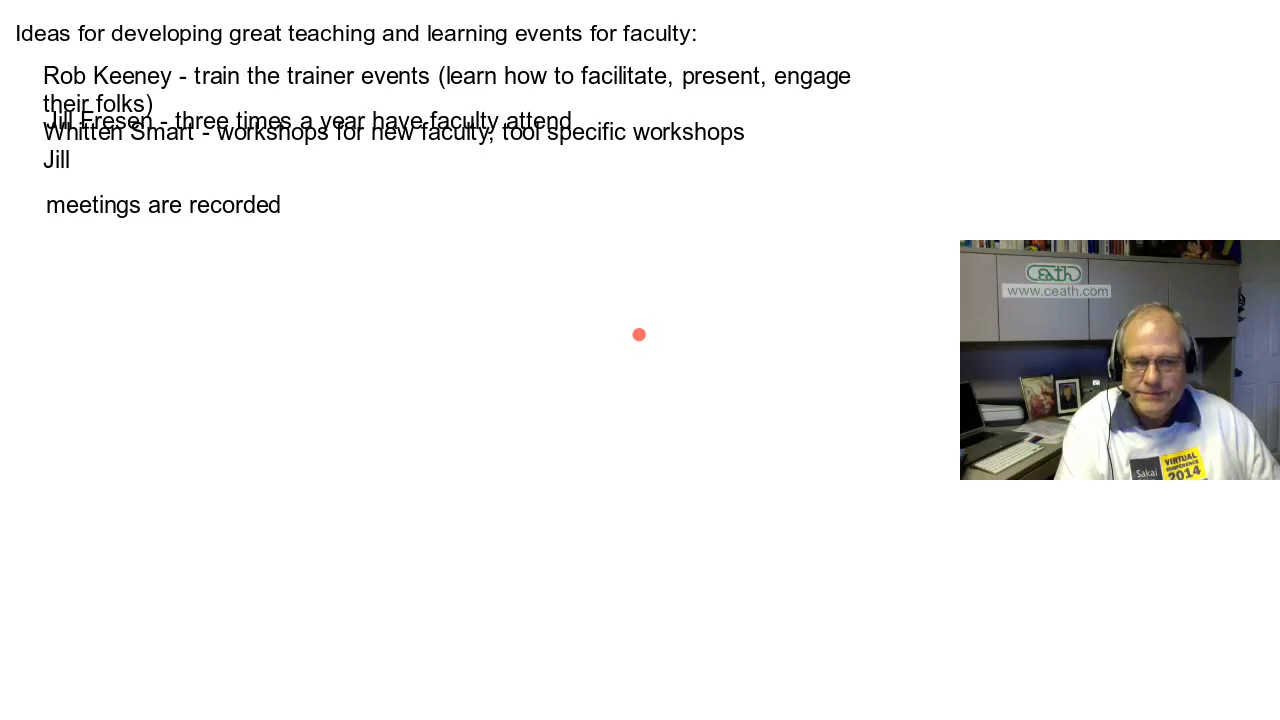 Ideas for developing great teaching and learning events for faculty:
Rob Keeney - train the trainer events (learn how to facilitate, present, engage
their folks)
Jill Fresen - three times a year have faculty attend
Whitten Smart - workshops for new faculty, tool specific workshops
Jill
meetings are recorded
ceath
www.ceath.com
Sakai
VIRTUAL
CONFERENCE
2014